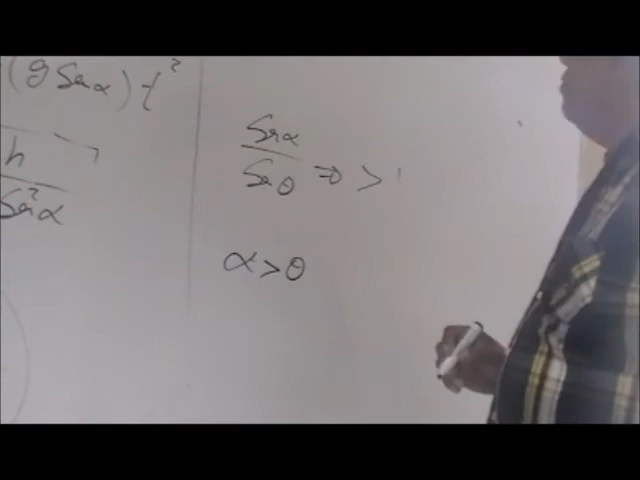 (g Sin α) t²
h
Sin²α
Sin α
Sin θ ⇒ > 1
α > θ